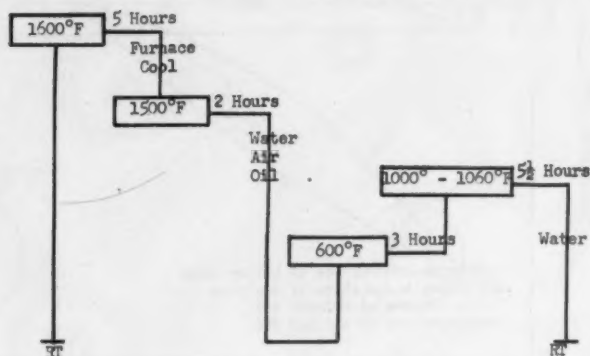 1600°F
5 Hours
Furnace
Cool
1500°F
2 Hours
Water
Air
Oil
1000° - 1060°F
5½ Hours
600°F
3 Hours
Water
RT
RT